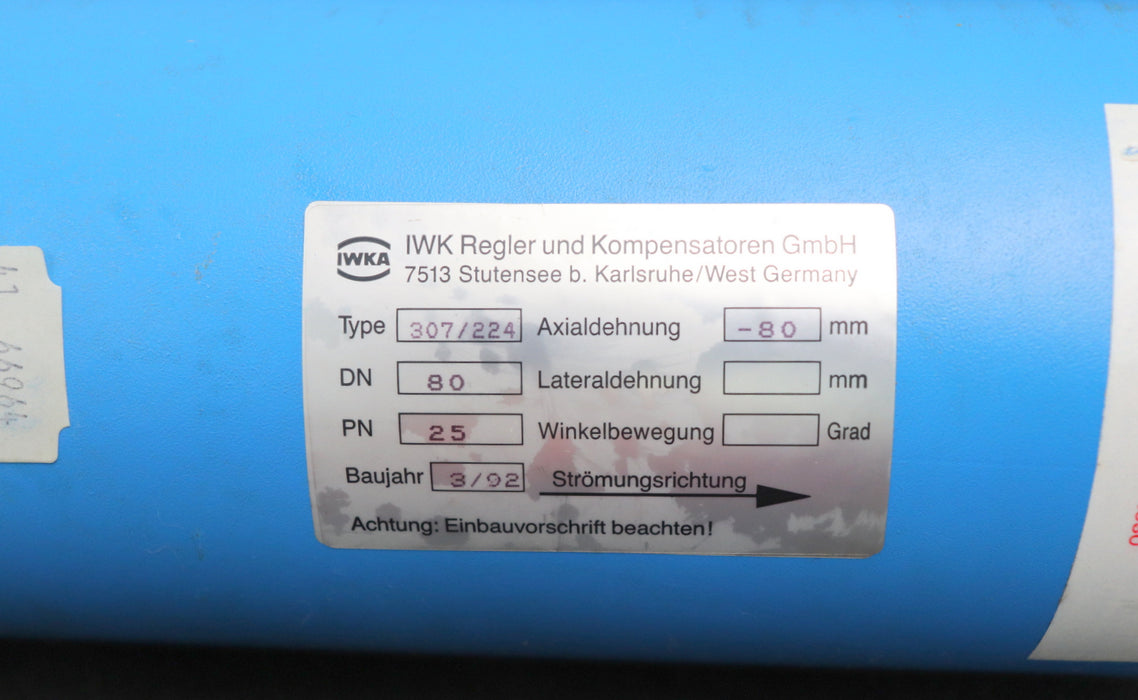 IWKA
IWK Regler und Kompensatoren GmbH
7513 Stutensee b. Karlsruhe/West Germany
Type 307/224 Axialdehnung -80 mm
DN 80 Lateraldehnung mm
PN 25 Winkelbewegung Grad
Baujahr 3/92 Strömungsrichtung
Achtung: Einbauvorschrift beachten!